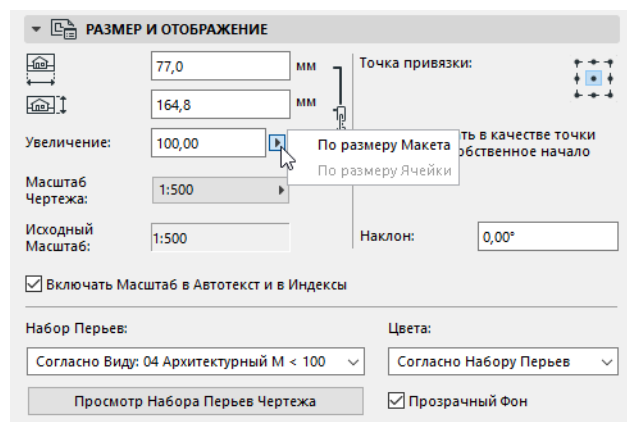 РАЗМЕР И ОТОБРАЖЕНИЕ
77,0 мм Точка привязки:
164,8 мм
Увеличение: 100,00 По размеру Макета ть в качестве точки
По размеру Ячейки обственное начало
Масштаб Чертежа: 1:500
Исходный Масштаб: 1:500 Наклон: 0,00°
Включать Масштаб в Автотекст и в Индексы
Набор Перьев: Цвета:
Согласно Виду: 04 Архитектурный М < 100 Согласно Набору Перьев
Просмотр Набора Перьев Чертежа Прозрачный Фон